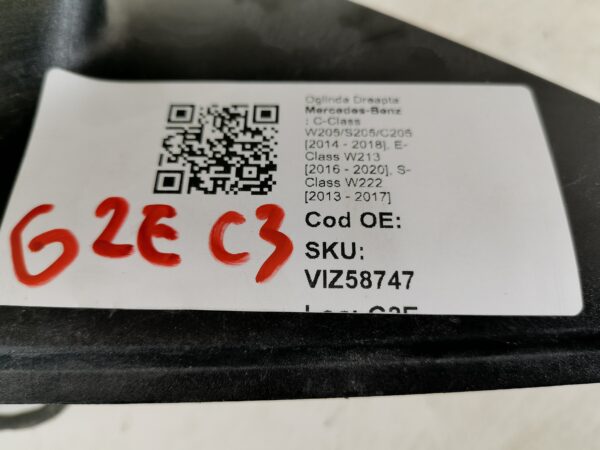 Oglinda Dreapta
Mercedes-Benz
: C-Class
W205/S205/C205
[2014 - 2018], E-
Class W213
[2016 - 2020], S-
Class W222
[2013 - 2017]
Cod OE:
SKU:
VIZ58747
G2E C3